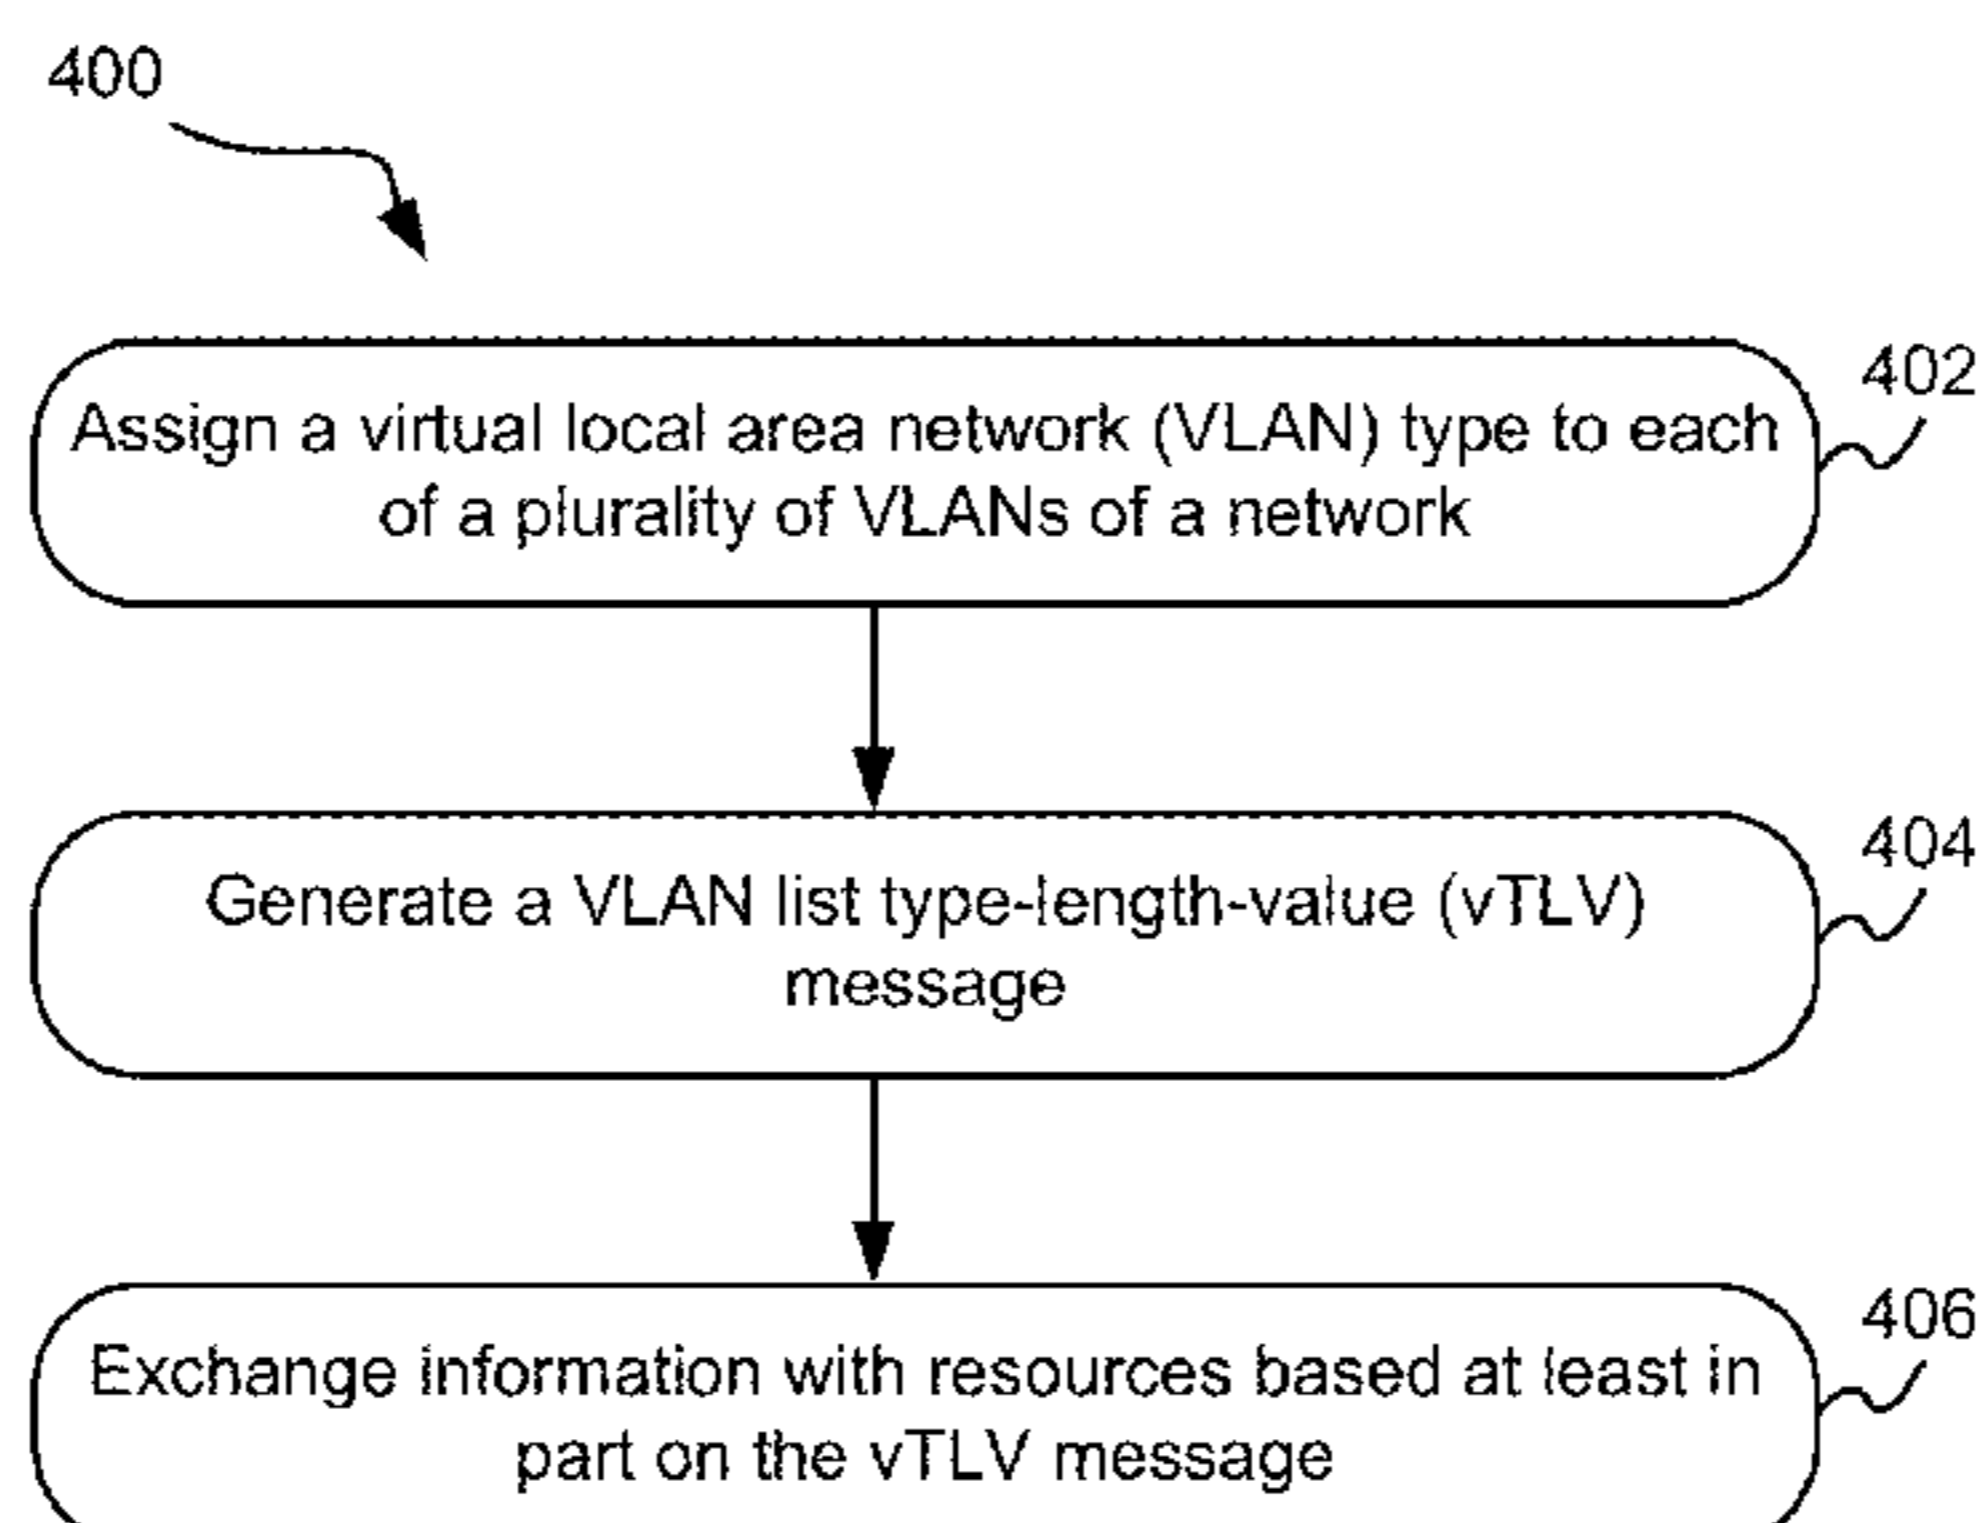 400
402
Assign a virtual local area network (VLAN) type to each
of a plurality of VLANs of a network
404
Generate a VLAN list type-length-value (vTLV)
message
406
Exchange information with resources based at least in
part on the vTLV message